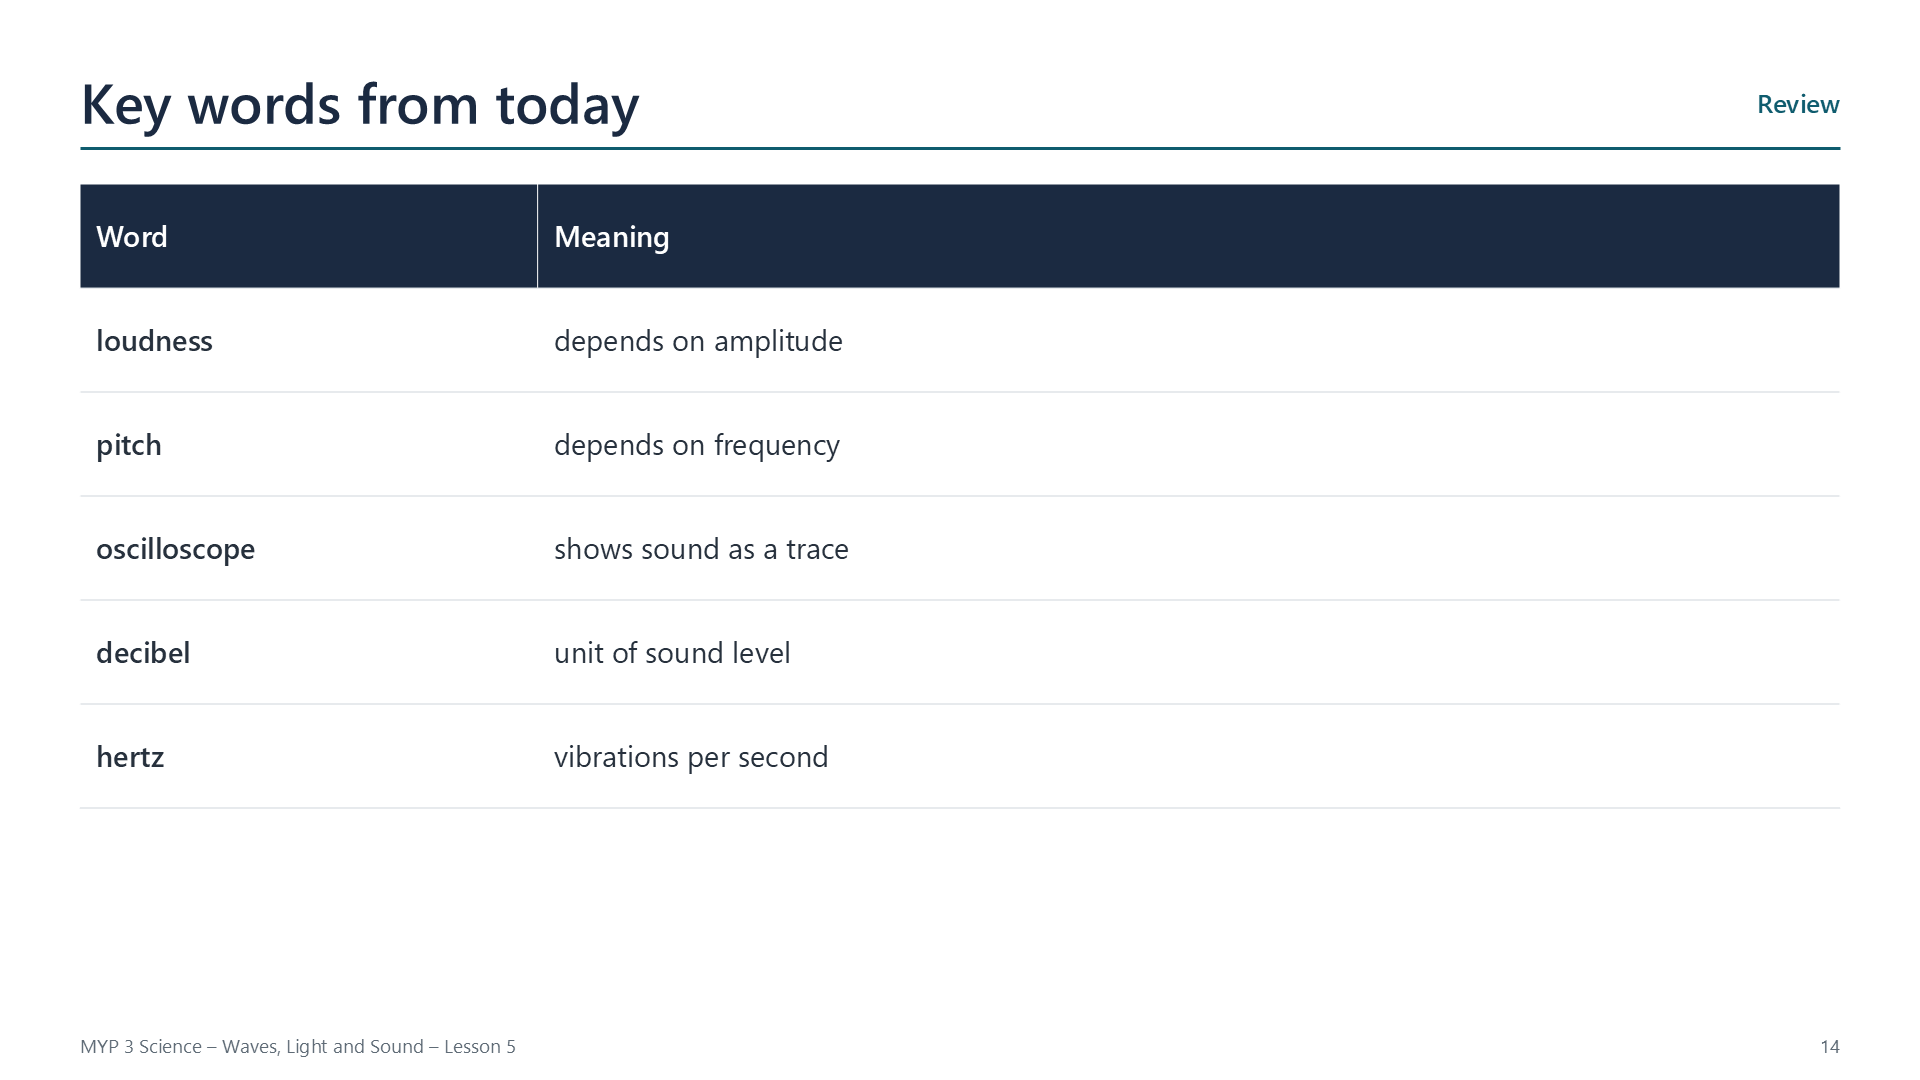 Key words from today
Review
Word Meaning
loudness depends on amplitude
pitch depends on frequency
oscilloscope shows sound as a trace
decibel unit of sound level
hertz vibrations per second
MYP 3 Science – Waves, Light and Sound – Lesson 5
14